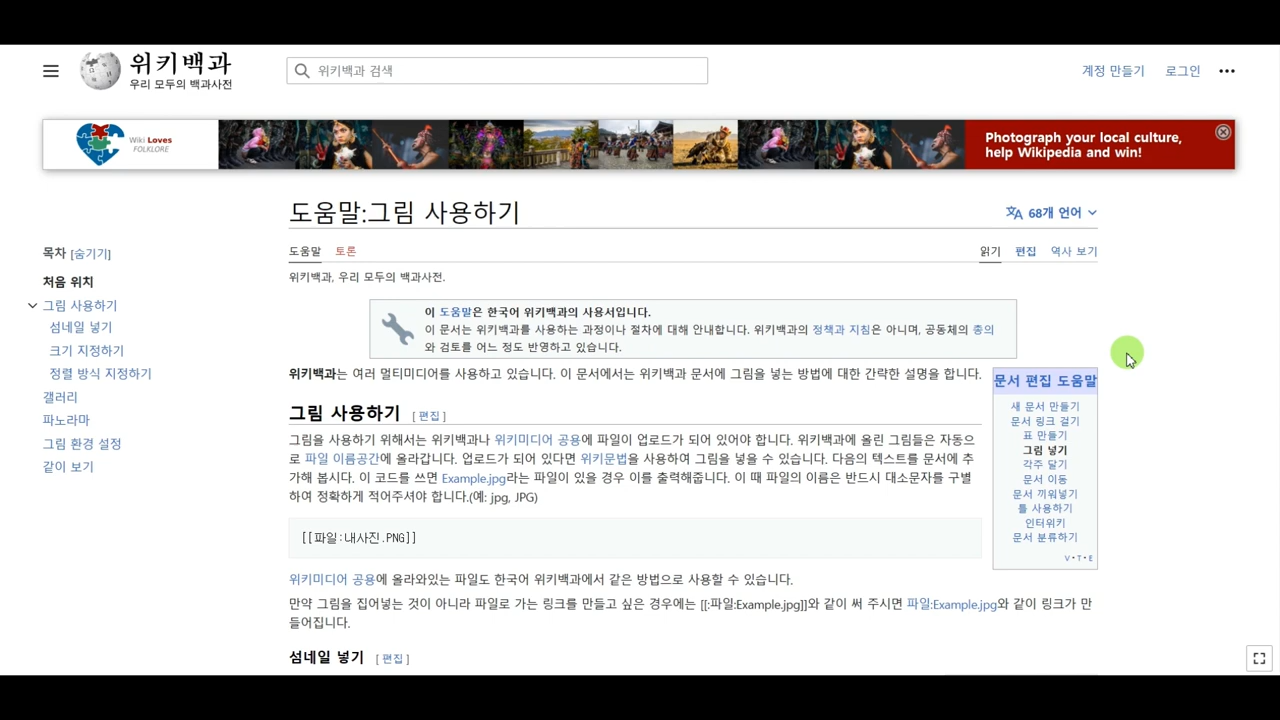 위키백과
우리 모두의 백과사전
위키백과 검색
계정 만들기
로그인
Wiki Loves
FOLKLORE
Photograph your local culture,
help Wikipedia and win!
도움말:그림 사용하기
68개 언어
목차 [숨기기]
처음 위치
그림 사용하기
섬네일 넣기
크기 지정하기
정렬 방식 지정하기
갤러리
파노라마
그림 환경 설정
같이 보기
도움말
토론
읽기
편집
역사 보기
위키백과, 우리 모두의 백과사전.
이 도움말은 한국어 위키백과의 사용서입니다.
이 문서는 위키백과를 사용하는 과정이나 절차에 대해 안내합니다. 위키백과의 정책과 지침은 아니며, 공동체의 총의
와 검토를 어느 정도 반영하고 있습니다.
위키백과는 여러 멀티미디어를 사용하고 있습니다. 이 문서에서는 위키백과 문서에 그림을 넣는 방법에 대한 간략한 설명을 합니다.
그림 사용하기 [ 편집 ]
그림을 사용하기 위해서는 위키백과나 위키미디어 공용에 파일이 업로드가 되어 있어야 합니다. 위키백과에 올린 그림들은 자동으
로 파일 이름공간에 올라갑니다. 업로드가 되어 있다면 위키문법을 사용하여 그림을 넣을 수 있습니다. 다음의 텍스트를 문서에 추
가해 봅시다. 이 코드를 쓰면 Example.jpg라는 파일이 있을 경우 이를 출력해줍니다. 이 때 파일의 이름은 반드시 대소문자를 구별
하여 정확하게 적어주셔야 합니다.(예: jpg, JPG)
[[파일:내사진.PNG]]
위키미디어 공용에 올라와있는 파일도 한국어 위키백과에서 같은 방법으로 사용할 수 있습니다.
만약 그림을 집어넣는 것이 아니라 파일로 가는 링크를 만들고 싶은 경우에는 [[:파일:Example.jpg]]와 같이 써 주시면 파일:Example.jpg와 같이 링크가 만
들어집니다.
섬네일 넣기 [ 편집 ]
문서 편집 도움말
새 문서 만들기
문서 링크 걸기
표 만들기
그림 넣기
각주 달기
문서 이동
문서 끼워넣기
틀 사용하기
인터위키
문서 분류하기
V • T • E